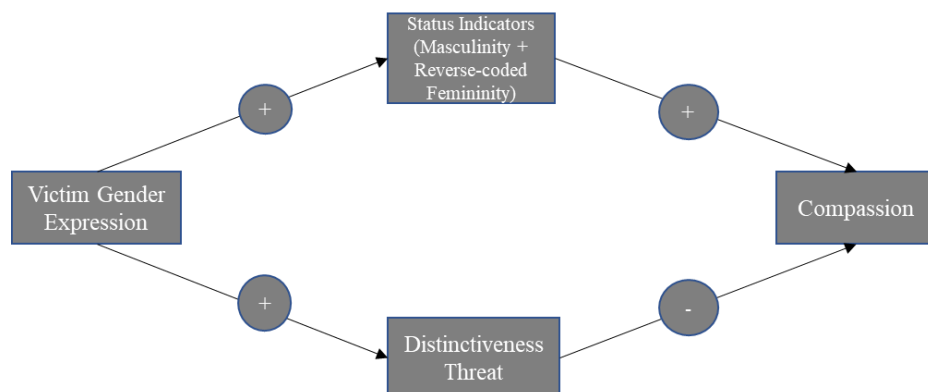 Status Indicators
(Masculinity +
Reverse-coded
Femininity)
+
+
Victim Gender
Expression
Compassion
+
-
Distinctiveness
Threat